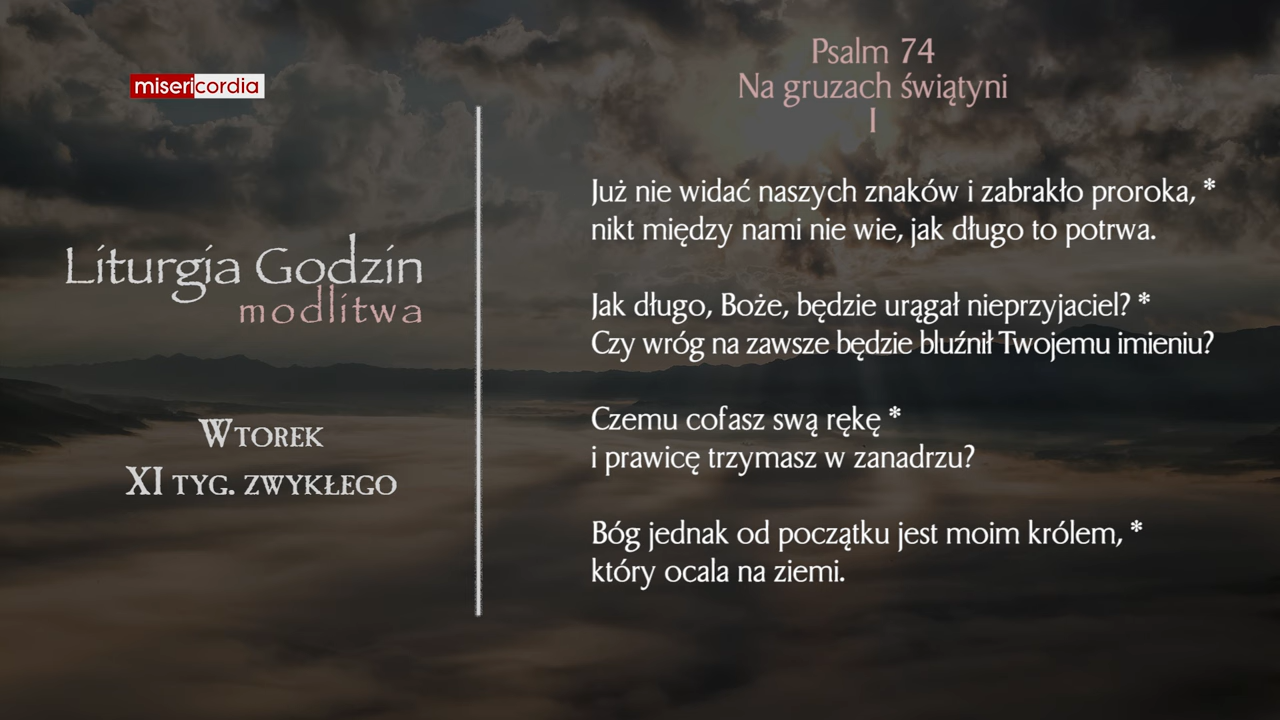 misericordia
Liturgia Godzin
modlitwa
Wtorek
XI tyg. zwykłego
Psalm 74
Na gruzach świątyni
I
Już nie widać naszych znaków i zabrakło proroka, *
nikt między nami nie wie, jak długo to potrwa.
Jak długo, Boże, będzie urągał nieprzyjaciel? *
Czy wróg na zawsze będzie bluźnił Twojemu imieniu?
Czemu cofasz swą rękę *
i prawicę trzymasz w zanadrzu?
Bóg jednak od początku jest moim królem, *
który ocala na ziemi.